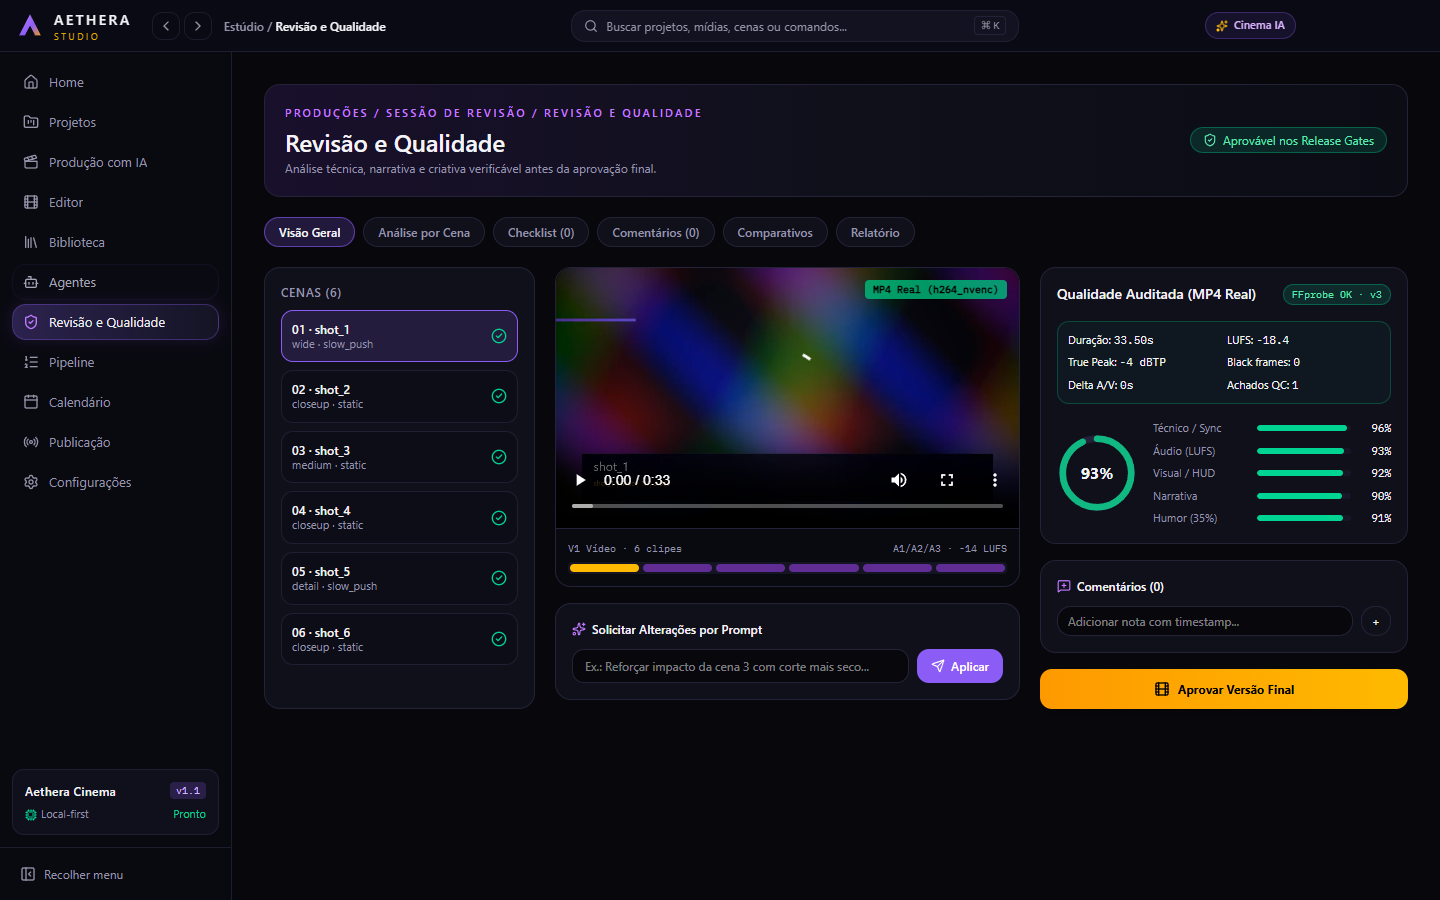 AETHERA
STUDIO
Estúdio / Revisão e Qualidade
Buscar projetos, mídias, cenas ou comandos...
⌘ K
Cinema IA
Home
Projetos
Produção com IA
Editor
Biblioteca
Agentes
Revisão e Qualidade
Pipeline
Calendário
Publicação
Configurações
Aethera Cinema
v1.1
Local-first
Pronto
Recolher menu
PRODUÇÕES / SESSÃO DE REVISÃO / REVISÃO E QUALIDADE
Revisão e Qualidade
Análise técnica, narrativa e criativa verificável antes da aprovação final.
Aprovável nos Release Gates
Visão Geral
Análise por Cena
Checklist (0)
Comentários (0)
Comparativos
Relatório
CENAS (6)
01 · shot_1
wide · slow_push
02 · shot_2
closeup · static
03 · shot_3
medium · static
04 · shot_4
closeup · static
05 · shot_5
detail · slow_push
06 · shot_6
closeup · static
MP4 Real (h264_nvenc)
shot_1
0:00 / 0:33
V1 Vídeo · 6 clipes
A1/A2/A3 · -14 LUFS
Solicitar Alterações por Prompt
Ex.: Reforçar impacto da cena 3 com corte mais seco...
Aplicar
Qualidade Auditada (MP4 Real)
FFprobe OK · v3
Duração: 33.50s
LUFS: -18.4
True Peak: -4 dBTP
Black frames: 0
Delta A/V: 0s
Achados QC: 1
93%
Técnico / Sync
96%
Áudio (LUFS)
93%
Visual / HUD
92%
Narrativa
90%
Humor (35%)
91%
Comentários (0)
Adicionar nota com timestamp...
+
Aprovar Versão Final